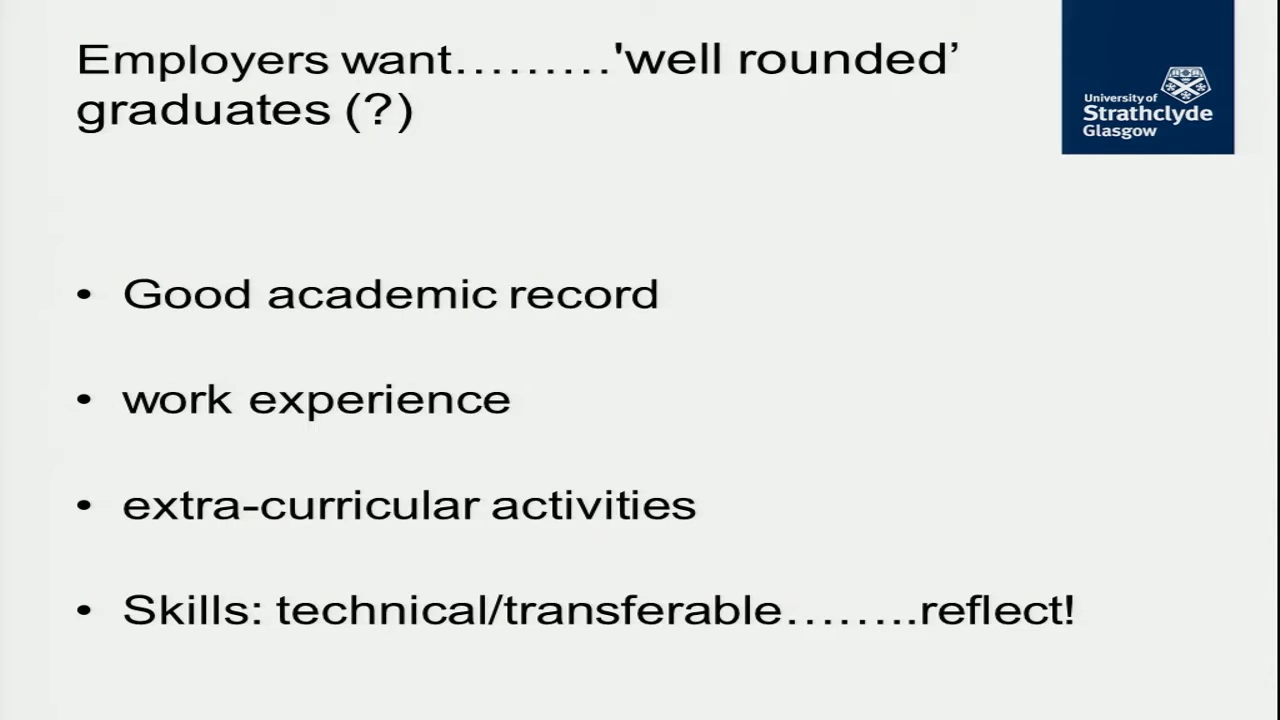 Employers want.........'well rounded’
graduates (?)
University of
Strathclyde
Glasgow
• Good academic record
• work experience
• extra-curricular activities
• Skills: technical/transferable........reflect!